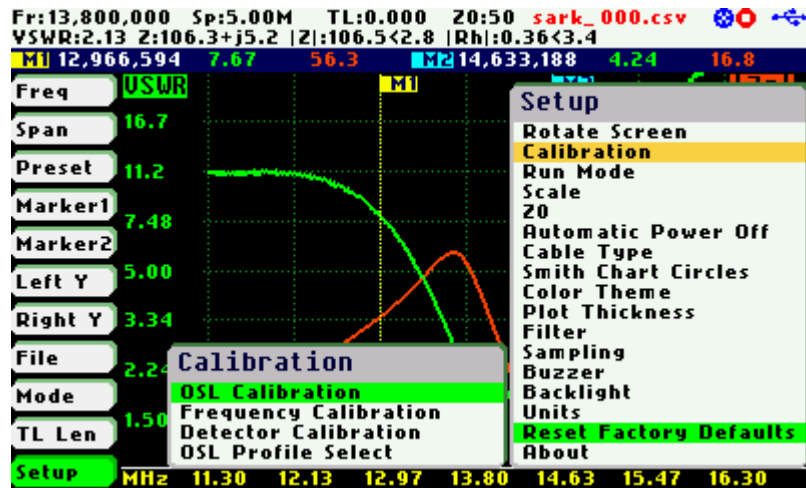 Fr:13,800,000 Sp:5.00M TL:0.000 Z0:50 sark_000.csv
VSWR:2.13 Z:106.3+j5.2 |Z|:106.5<2.8 |Rh|:0.36<3.4
M1 12,966,594 7.67 56.3 M2 14,633,188 4.24 16.8
Freq
Span
Preset
Marker1
Marker2
Left Y
Right Y
File
Mode
TL Len
Setup
VSWR
16.7
11.2
7.48
5.00
3.34
2.24
1.50
M1
Setup
Rotate Screen
Calibration
Run Mode
Scale
Z0
Automatic Power Off
Cable Type
Smith Chart Circles
Color Theme
Plot Thickness
Filter
Sampling
Buzzer
Backlight
Units
Reset Factory Defaults
About
Calibration
OSL Calibration
Frequency Calibration
Detector Calibration
OSL Profile Select
MHz 11.30 12.13 12.97 13.80 14.63 15.47 16.30